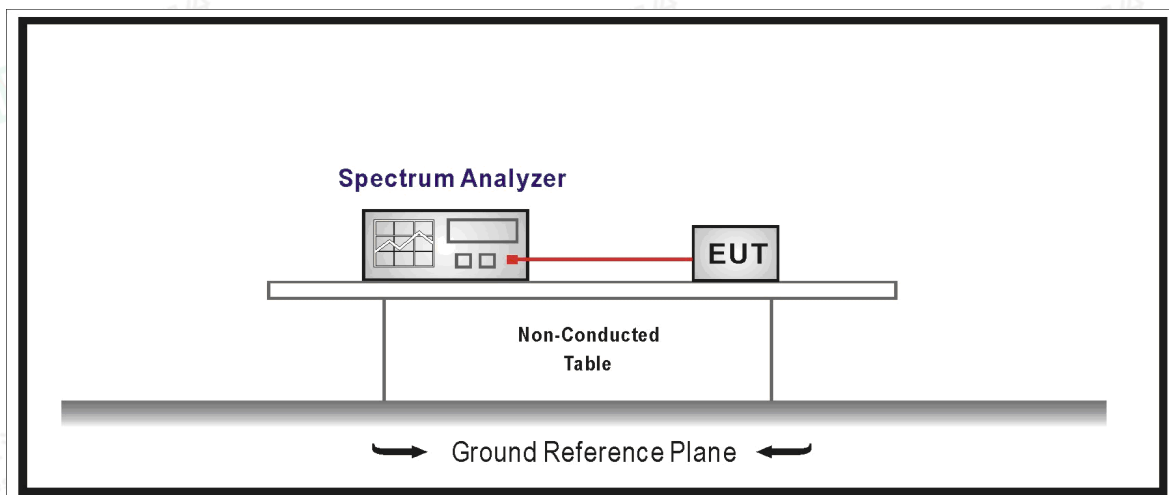 Spectrum Analyzer
EUT
Non-Conducted
Table
Ground Reference Plane